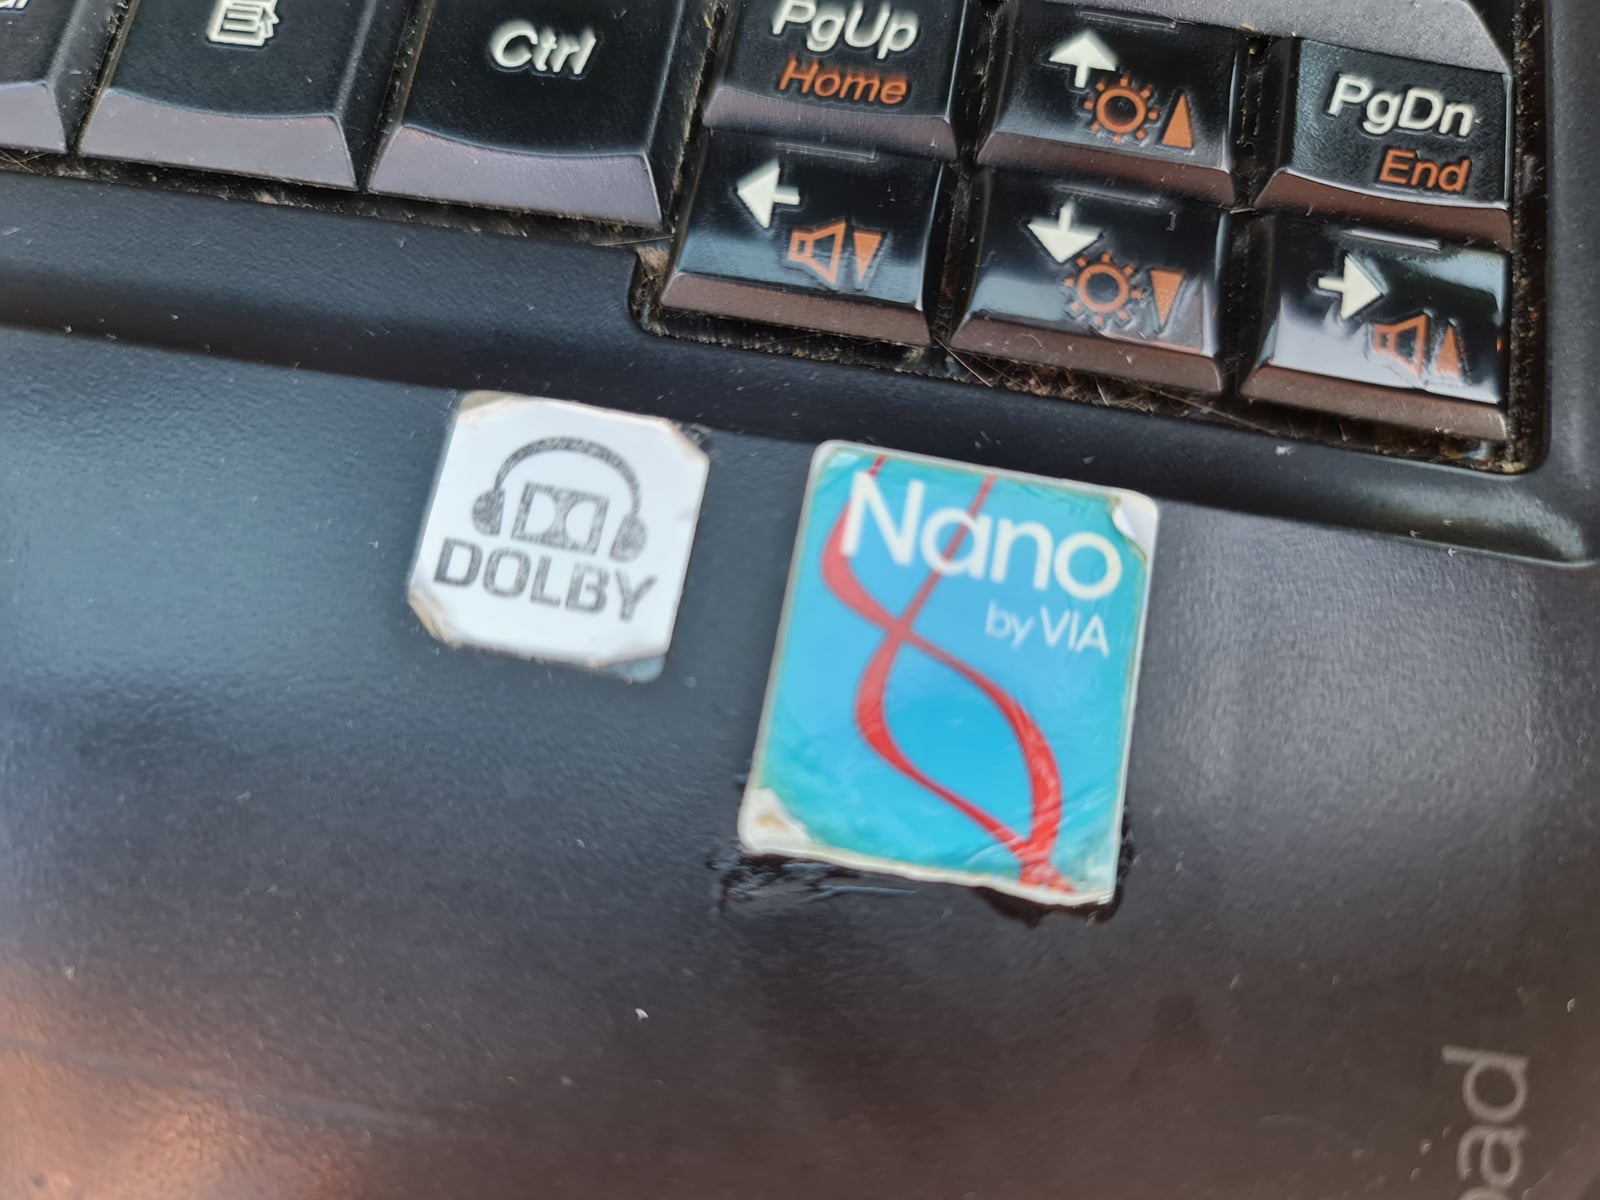 Ctrl
PgUp
Home
PgDn
End
DOLBY
Nano
by VIA